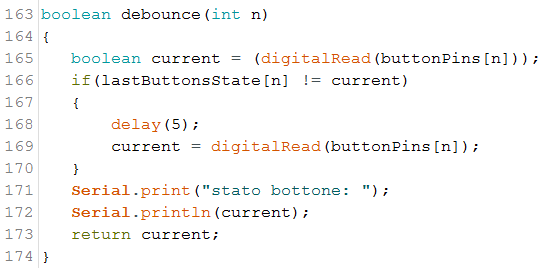 163 boolean debounce(int n)
164 {
165    boolean current = (digitalRead(buttonPins[n]));
166    if(lastButtonsState[n] != current)
167    {
168        delay(5);
169        current = digitalRead(buttonPins[n]);
170    }
171    Serial.print("stato bottone: ");
172    Serial.println(current);
173    return current;
174 }